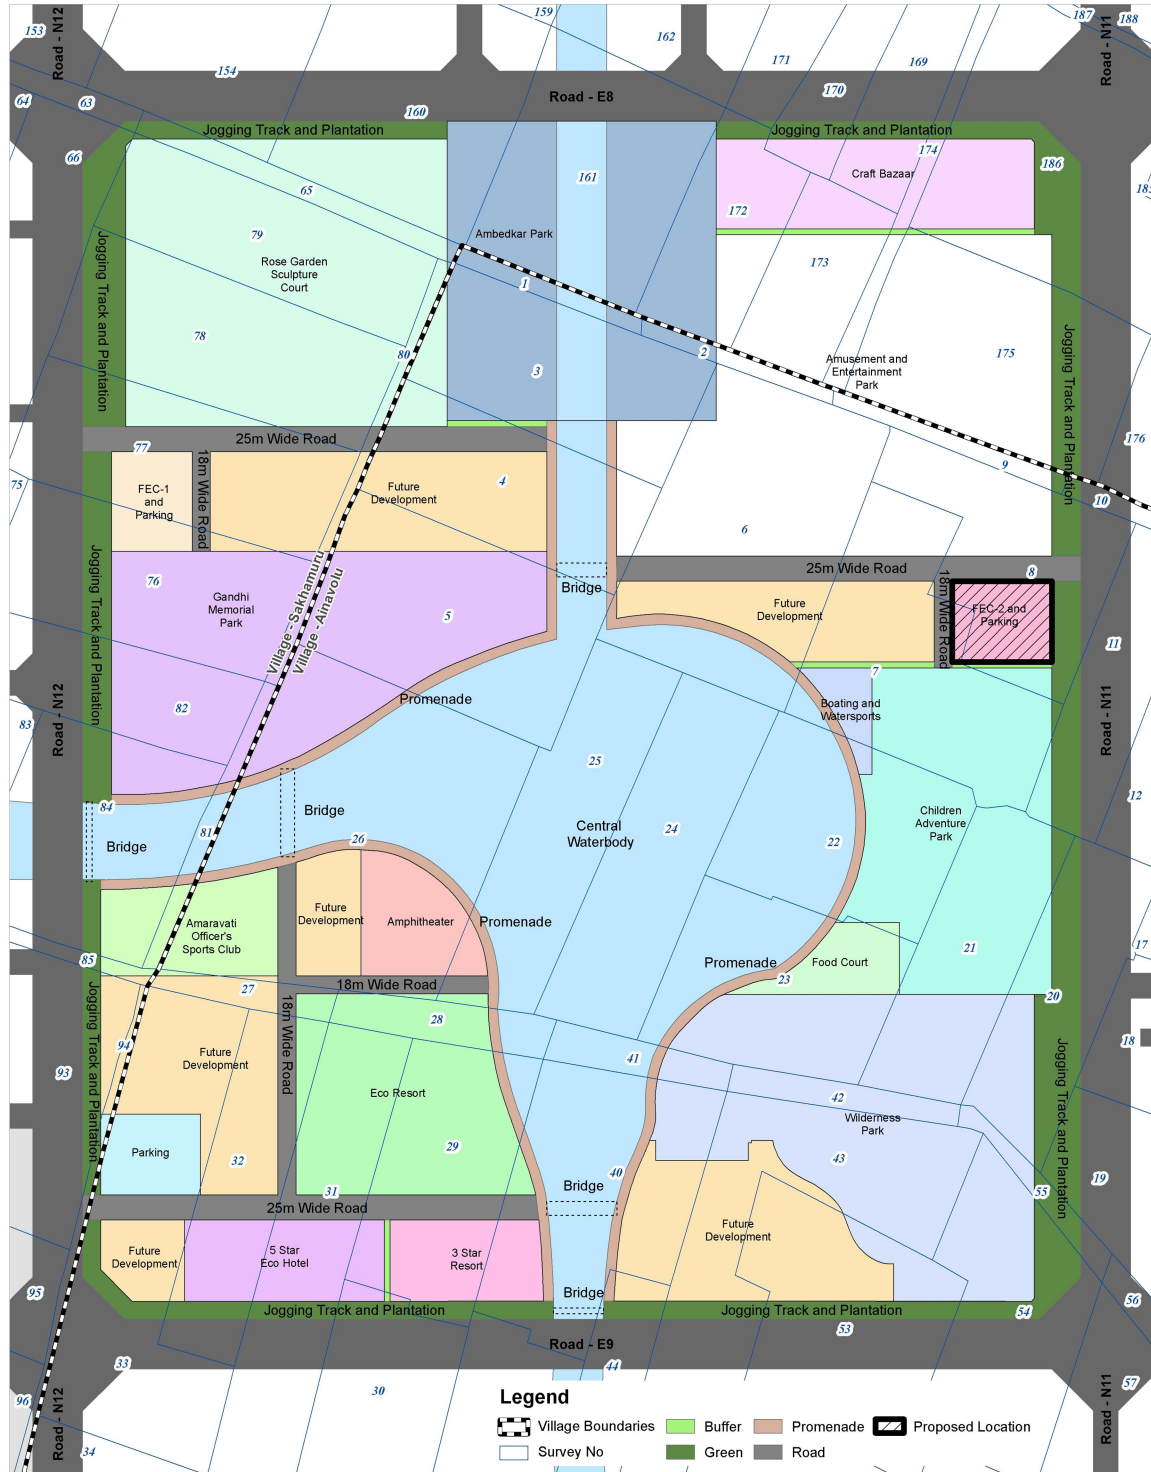 153
Road - N12
159
162
187
188
Road - N11
154
171
169
170
64
63
160
Road - E8
66
Jogging Track and Plantation
Jogging Track and Plantation
174
186
185
Craft Bazaar
65
161
172
79
Ambedkar Park
173
Rose Garden
Sculpture
Court
1
78
80
2
3
Amusement and
Entertainment
Park
175
Jogging Track and Plantation
Jogging Track and Plantation
25m Wide Road
77
176
75
FEC-1
and
Parking
18m Wide Road
Future
Development
4
9
10
6
76
Gandhi
Memorial
Park
Village - Sakhamuru
Village - Ainavolu
5
Bridge
25m Wide Road
8
Future
Development
18m Wide Road
FEC-2 and
Parking
11
Jogging Track and Plantation
7
82
Promenade
Boating and
Watersports
83
Road - N12
Road - N11
25
84
81
Bridge
Bridge
26
Central
Waterbody
24
22
Children
Adventure
Park
12
Amaravati
Officer's
Sports Club
Future
Development
Amphitheater
Promenade
Promenade
Food Court
21
17
85
27
18m Wide Road
23
20
Jogging Track and Plantation
18m Wide Road
28
94
93
Future
Development
41
18
Eco Resort
42
Wilderness
Park
Jogging Track and Plantation
Parking
32
29
43
40
19
31
25m Wide Road
Bridge
55
Future
Development
5 Star
Eco Hotel
3 Star
Resort
Future
Development
95
Bridge
56
Jogging Track and Plantation
Jogging Track and Plantation
54
53
Road - E9
33
44
30
57
96
Road - N12
Road - N11
34
Legend
Village Boundaries
Buffer
Promenade
Proposed Location
Survey No
Green
Road